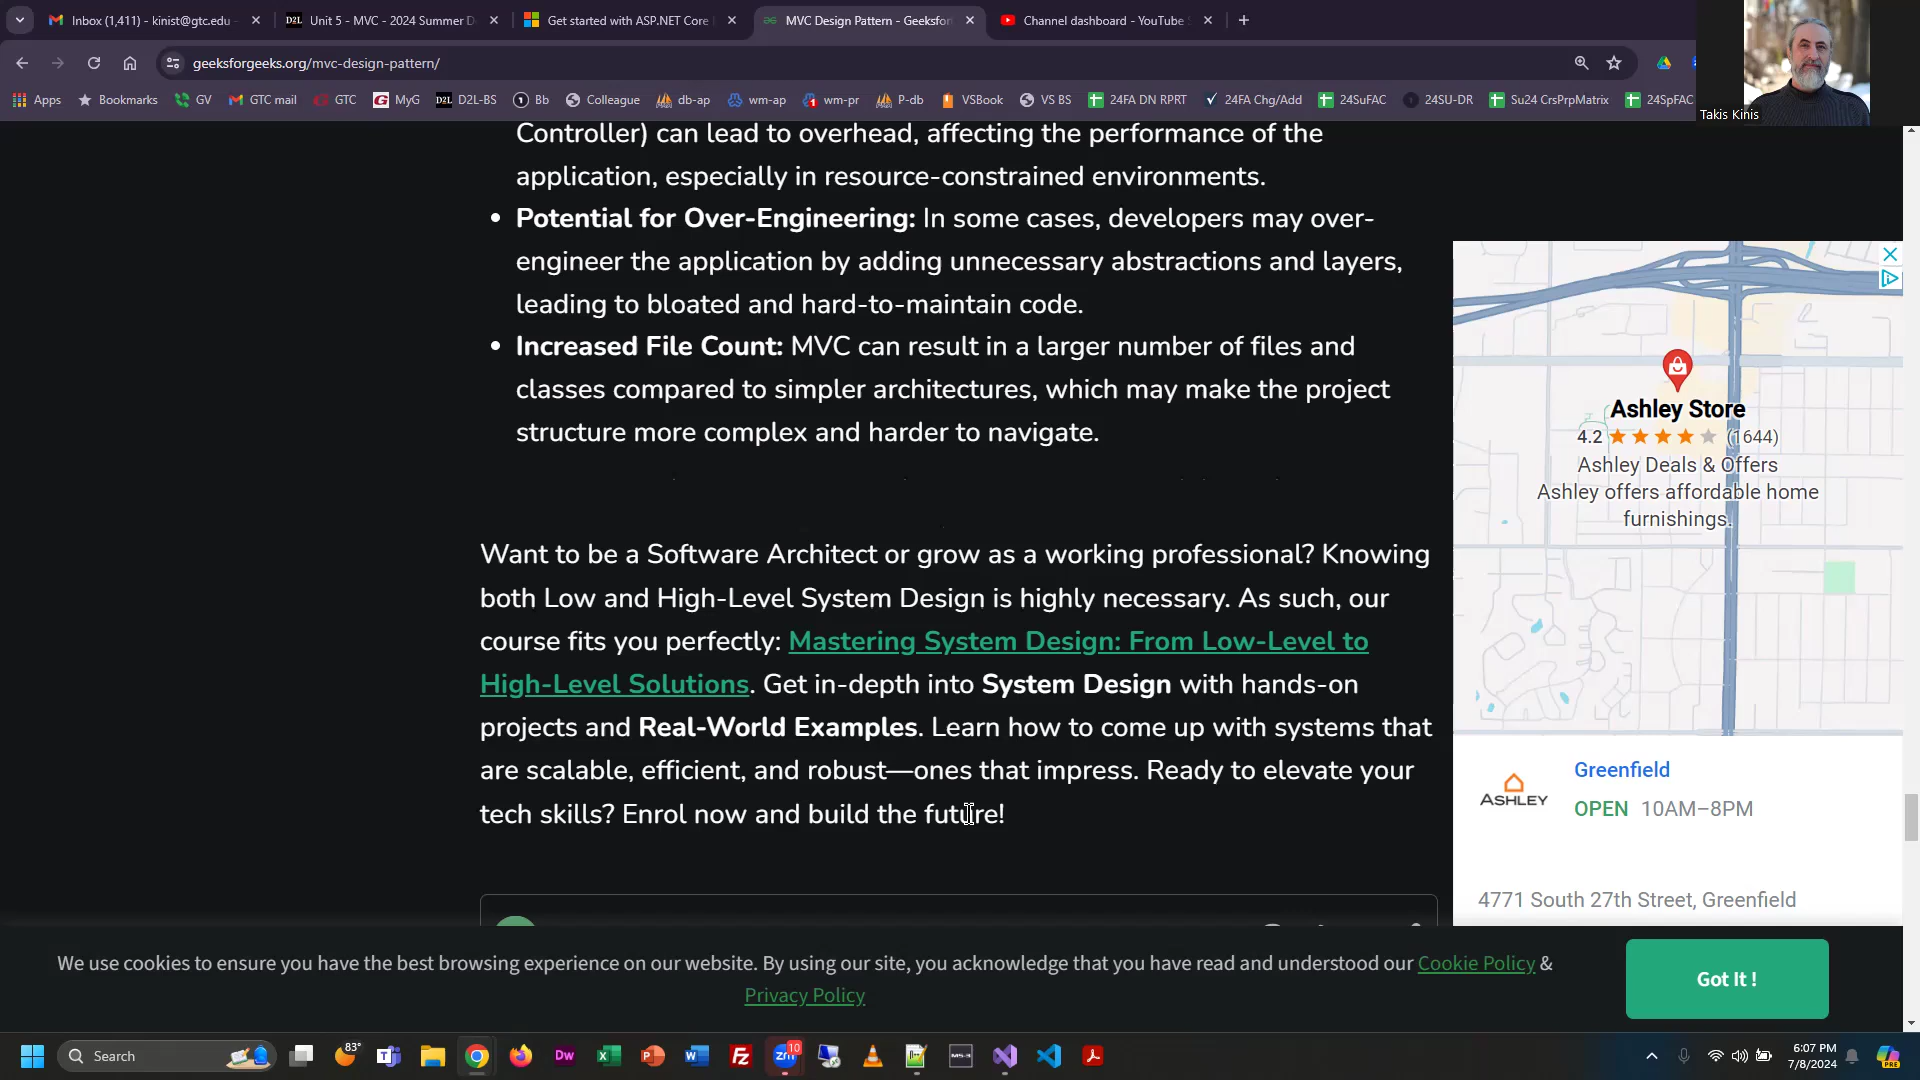 Inbox (1,411) - kinist@gtc.edu
Unit 5 - MVC - 2024 Summer D
Get started with ASP.NET Core
MVC Design Pattern - Geeksfor
Channel dashboard - YouTube
geeksforgeeks.org/mvc-design-pattern/
Apps
Bookmarks
GV
GTC mail
GTC
MyG
D2L D2L-BS
Bb
Colleague
db-ap
wm-ap
wm-pr
P-db
VSBook
VS BS
24FA DN RPRT
24FA Chg/Add
24SuFAC
24SU-DR
Su24 CrsPrpMatrix
24SpFAC
Takis Kinis
Controller) can lead to overhead, affecting the performance of the
application, especially in resource-constrained environments.
• Potential for Over-Engineering: In some cases, developers may over-
engineer the application by adding unnecessary abstractions and layers,
leading to bloated and hard-to-maintain code.
• Increased File Count: MVC can result in a larger number of files and
classes compared to simpler architectures, which may make the project
structure more complex and harder to navigate.
Want to be a Software Architect or grow as a working professional? Knowing
both Low and High-Level System Design is highly necessary. As such, our
course fits you perfectly: Mastering System Design: From Low-Level to
High-Level Solutions. Get in-depth into System Design with hands-on
projects and Real-World Examples. Learn how to come up with systems that
are scalable, efficient, and robust—ones that impress. Ready to elevate your
tech skills? Enrol now and build the future!
Ashley Store
4.2 (1644)
Ashley Deals & Offers
Ashley offers affordable home
furnishings.
ASHLEY
Greenfield
OPEN 10AM–8PM
4771 South 27th Street, Greenfield
We use cookies to ensure you have the best browsing experience on our website. By using our site, you acknowledge that you have read and understood our Cookie Policy &
Privacy Policy
Got It !
Search
83°
10
6:07 PM
7/8/2024